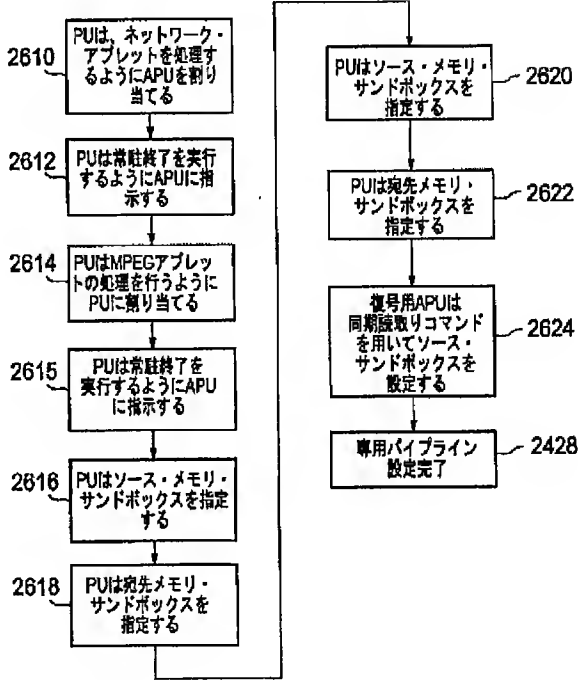 2610
PUは、ネットワーク・
アプレットを処理す
るようにAPUを割り
当てる
2612
PUは常駐終了を実行
するようにAPUに指
示する
2614
PUはMPEGアプレッ
トの処理を行うように
PUに割り当てる
2615
PUは常駐終了を
実行するようにAPU
に指示する
2616
PUはソース・メモリ・
サンドボックスを指定
する
2618
PUは宛先メモリ・
サンドボックスを
指定する
PUはソース・メモリ・
サンドボックスを
指定する
2620
PUは宛先メモリ・
サンドボックスを
指定する
2622
復号用APUは
同期読取りコマンド
を用いてソース・
サンドボックスを
設定する
2624
専用パイプライン
設定完了
2428